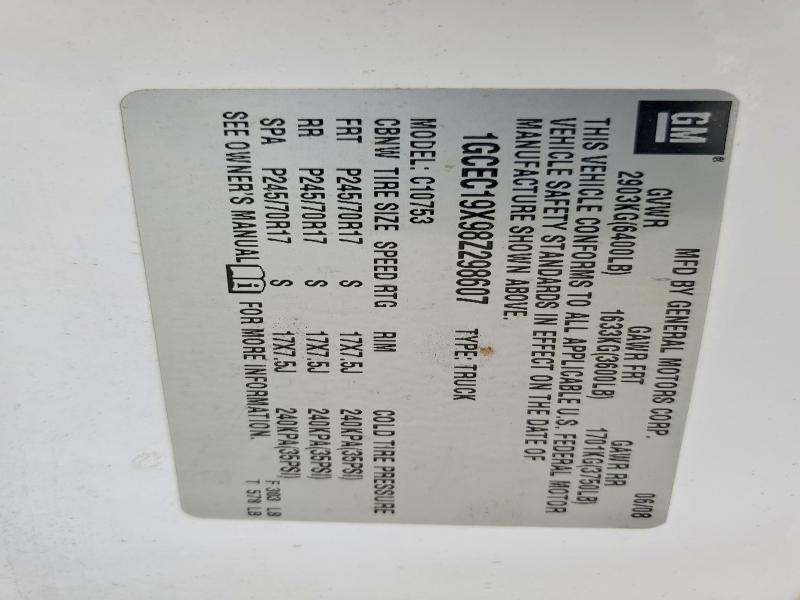 GM®
MFD BY GENERAL MOTORS CORP. 06/08
GVWR GAWR FRT GAWR RR
2903KG(6400LB) 1633KG(3600LB) 1701KG(3750LB)
THIS VEHICLE CONFORMS TO ALL APPLICABLE U.S. FEDERAL MOTOR
VEHICLE SAFETY STANDARDS IN EFFECT ON THE DATE OF
MANUFACTURE SHOWN ABOVE.
1GCEC19X98Z298607 TYPE: TRUCK
MODEL: C10753
CBNW TIRE SIZE SPEED RTG RIM COLD TIRE PRESSURE
FRT P245/70R17 S 17X7.5J 240KPA(35PSI)
RR P245/70R17 S 17X7.5J 240KPA(35PSI)
SPA P245/70R17 S 17X7.5J 240KPA(35PSI)
SEE OWNER'S MANUAL i FOR MORE INFORMATION.
F 303 LB
T 578 LB